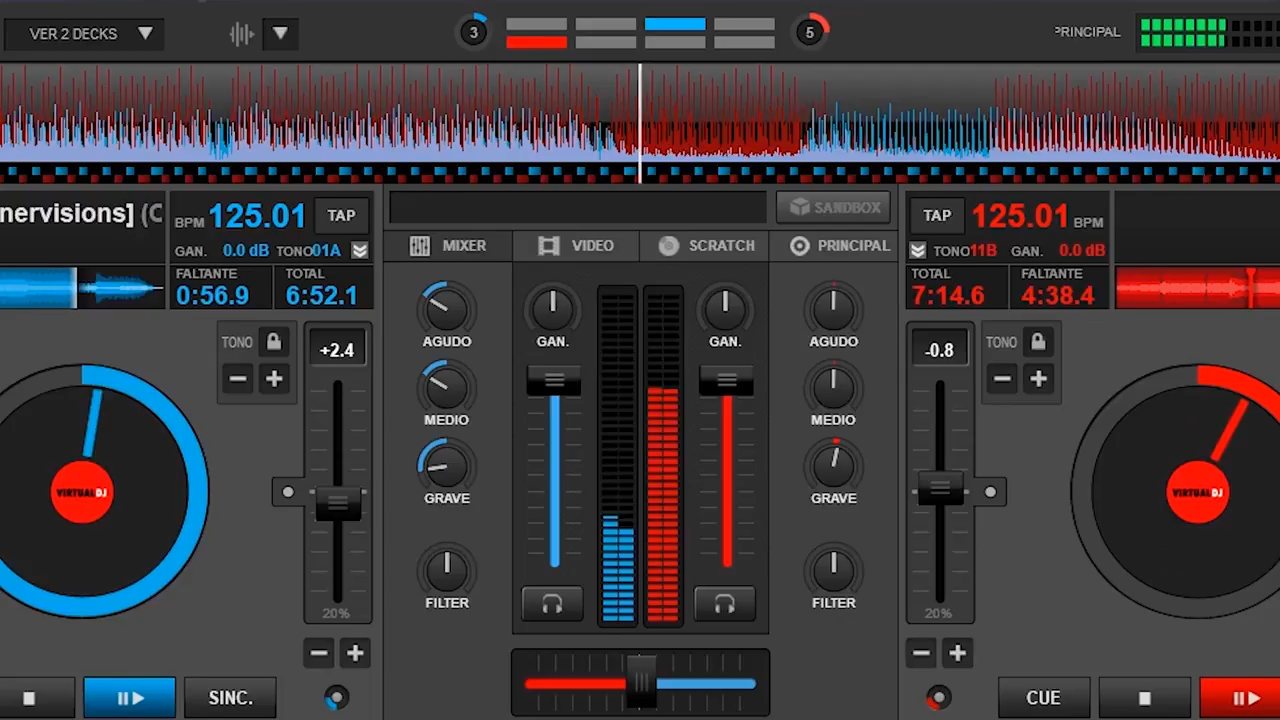 VER 2 DECKS
3
5
PRINCIPAL
nervisions] (C
BPM 125.01 TAP
GAN. 0.0 dB TONO 01A
FALTANTE TOTAL
0:56.9 6:52.1
SANDBOX
MIXER VIDEO SCRATCH PRINCIPAL
TAP 125.01 BPM
TONO 11B GAN. 0.0 dB
TOTAL FALTANTE
7:14.6 4:38.4
TONO
+2.4
AGUDO GAN. GAN. AGUDO
-0.8
TONO
MEDIO MEDIO
GRAVE GRAVE
VIRTUALDJ
VIRTUALDJ
FILTER FILTER
20%
20%
SINC.
CUE